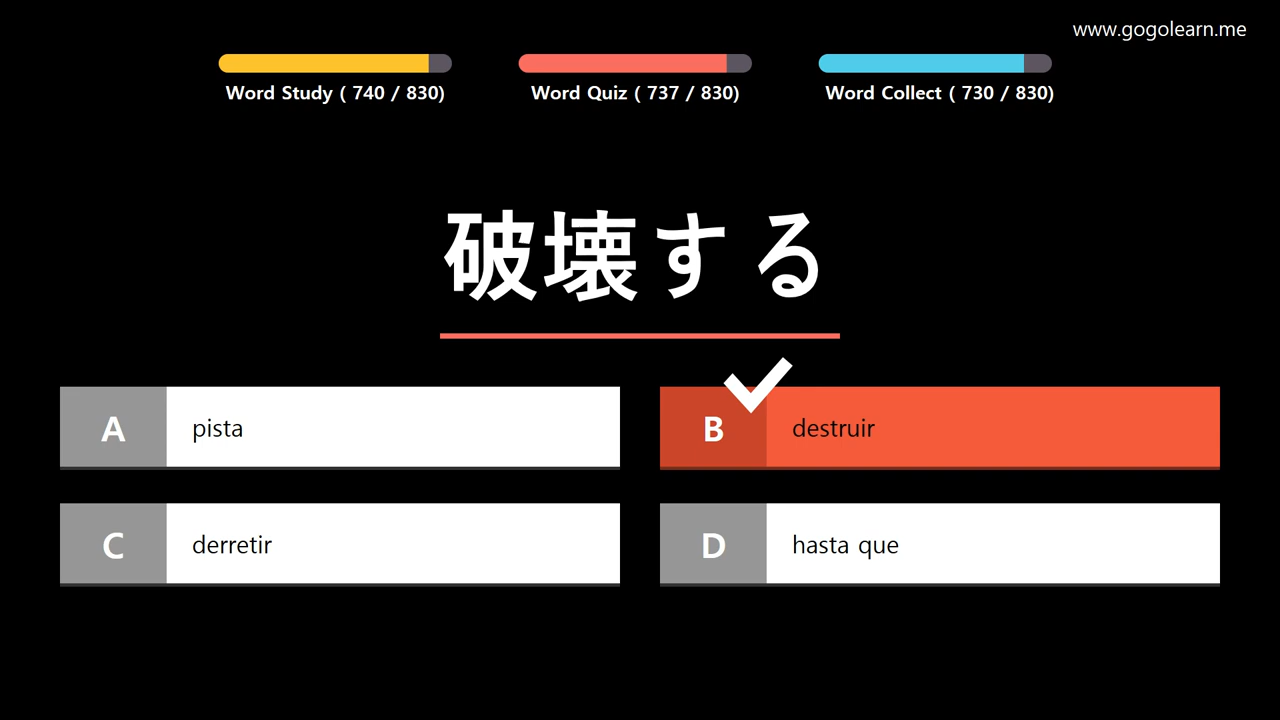 www.gogolearn.me
Word Study ( 740 / 830)
Word Quiz ( 737 / 830)
Word Collect ( 730 / 830)
破壊する
A pista
B destruir
C derretir
D hasta que